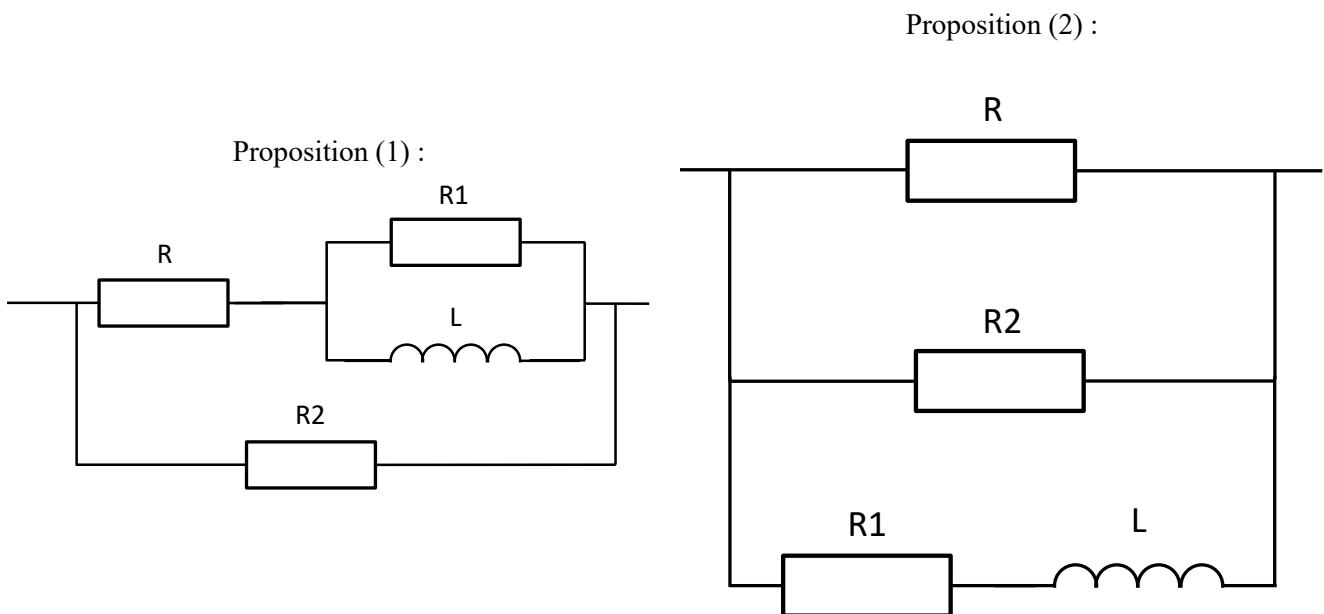 Proposition (1) :
R1
R
L
R2
Proposition (2) :
R
R2
R1
L